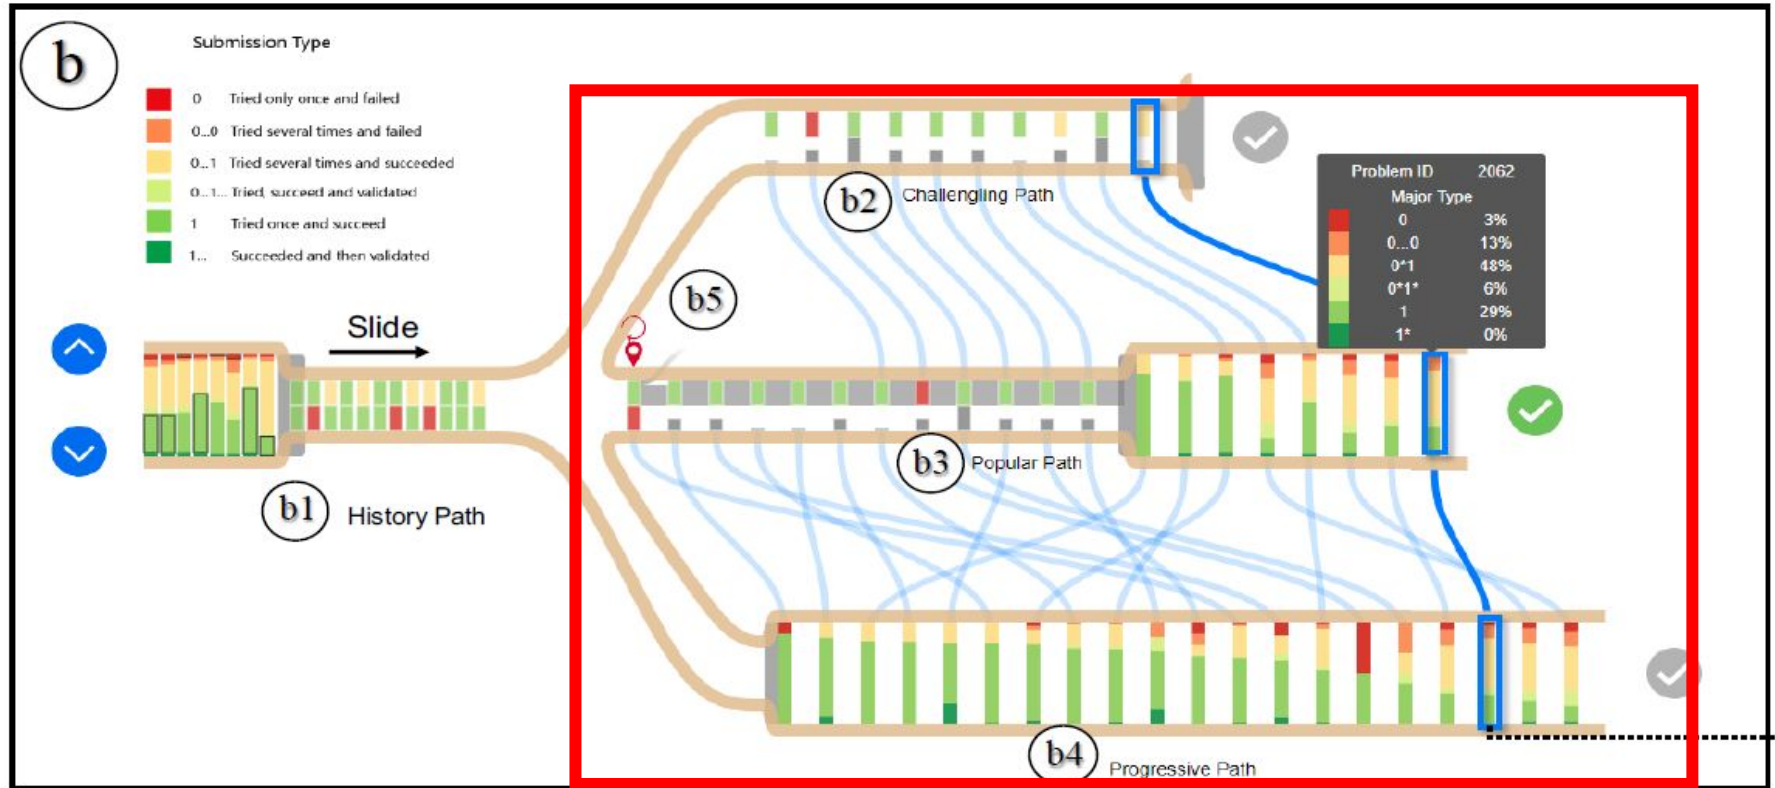 b
Submission Type
0 Tried only once and failed
0...0 Tried several times and failed
0...1 Tried several times and succeeded
0...1... Tried, succeed and validated
1 Tried once and succeed
1... Succeeded and then validated
b2 Challengling Path
Problem ID 2062
Major Type
0 3%
0...0 13%
0*1 48%
0*1* 6%
1 29%
1* 0%
b5
Slide
b3 Popular Path
b1 History Path
b4 Progressive Path